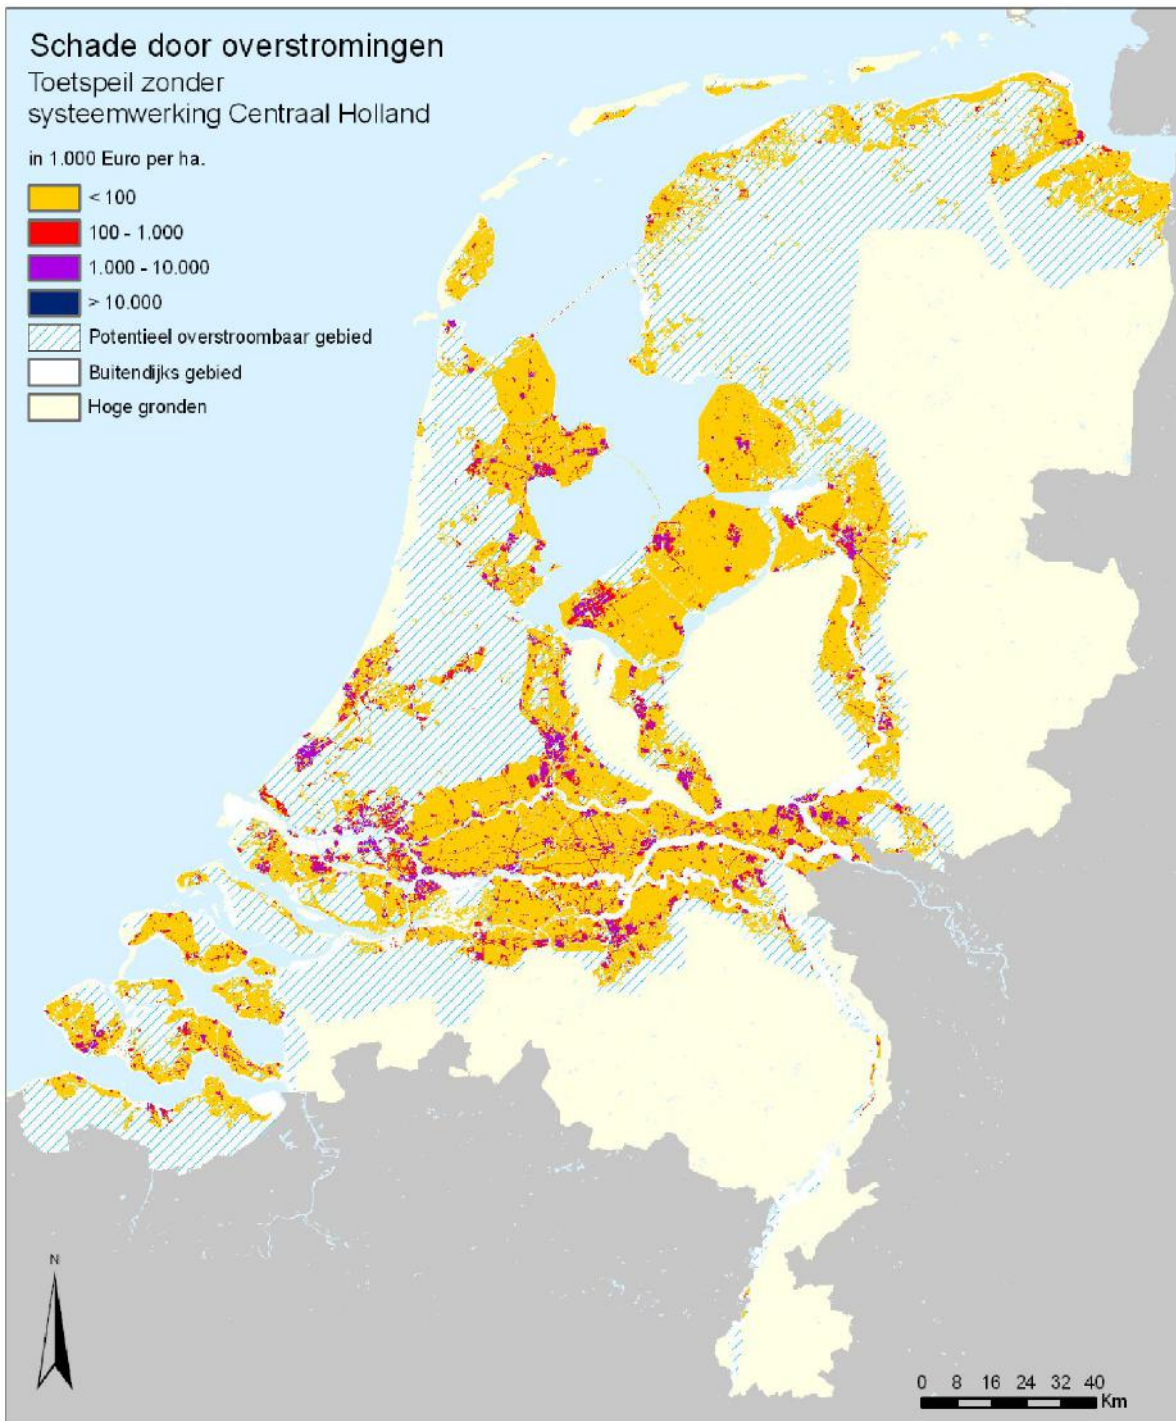 Schade door overstromingen
Toetspeil zonder
systeemwerking Centraal Holland
in 1.000 Euro per ha.
< 100
100 - 1.000
1.000 - 10.000
> 10.000
Potentieel overstroombaar gebied
Buitendijks gebied
Hoge gronden
N
0 8 16 24 32 40
Km